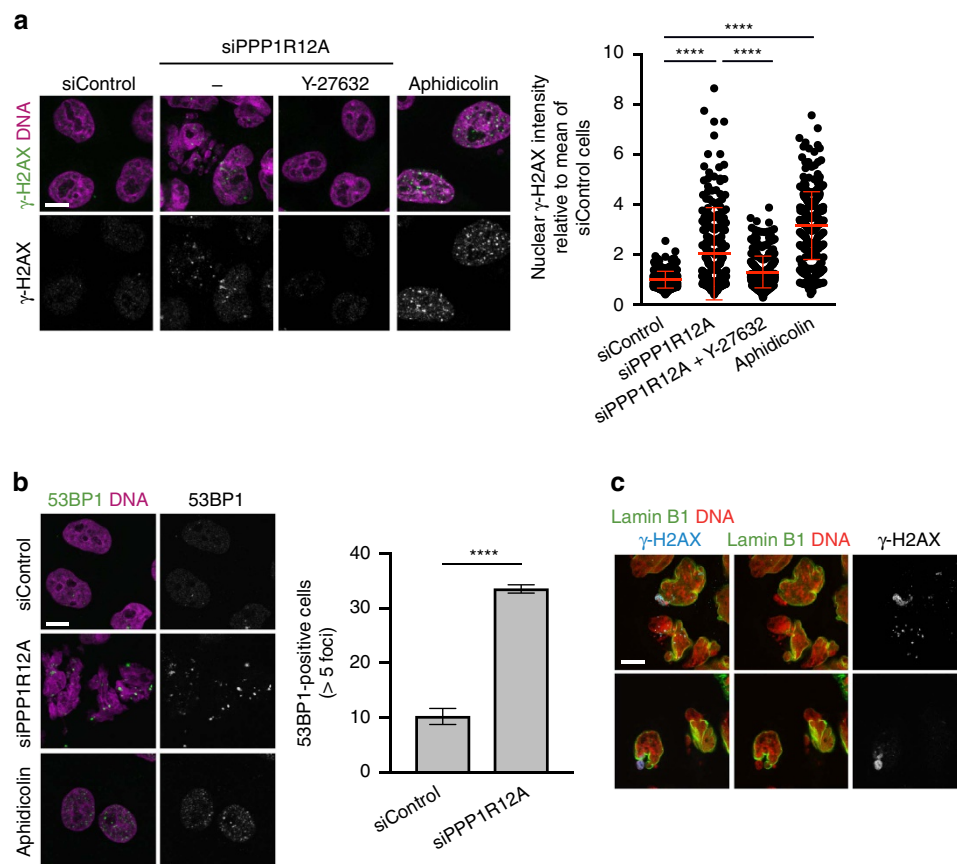 a
siPPP1R12A
siControl – Y-27632 Aphidicolin
γ-H2AX DNA
γ-H2AX
Nuclear γ-H2AX intensity
relative to mean of
siControl cells
10
8
6
4
2
0
**** ****
****
siControl
siPPP1R12A
siPPP1R12A + Y-27632
Aphidicolin
b
53BP1 DNA 53BP1
siControl
siPPP1R12A
Aphidicolin
53BP1-positive cells
(> 5 foci)
40
30
40
10
0
****
siControl
siPPP1R12A
c
Lamin B1 DNA
γ-H2AX Lamin B1 DNA γ-H2AX